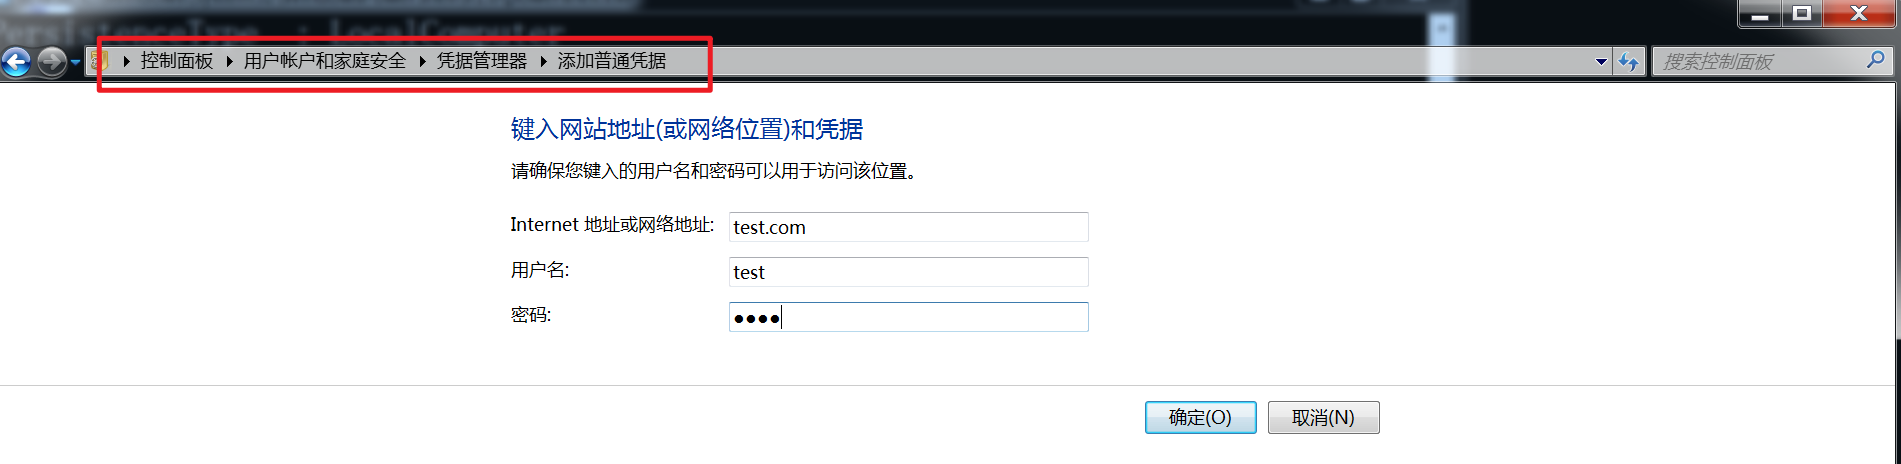 PersistenceType : LocalComputer
控制面板 用户帐户和家庭安全 凭据管理器 添加普通凭据
搜索控制面板
键入网站地址(或网络位置)和凭据
请确保您键入的用户名和密码可以用于访问该位置。
Internet 地址或网络地址: test.com
用户名: test
密码: ●●●●
确定(O) 取消(N)